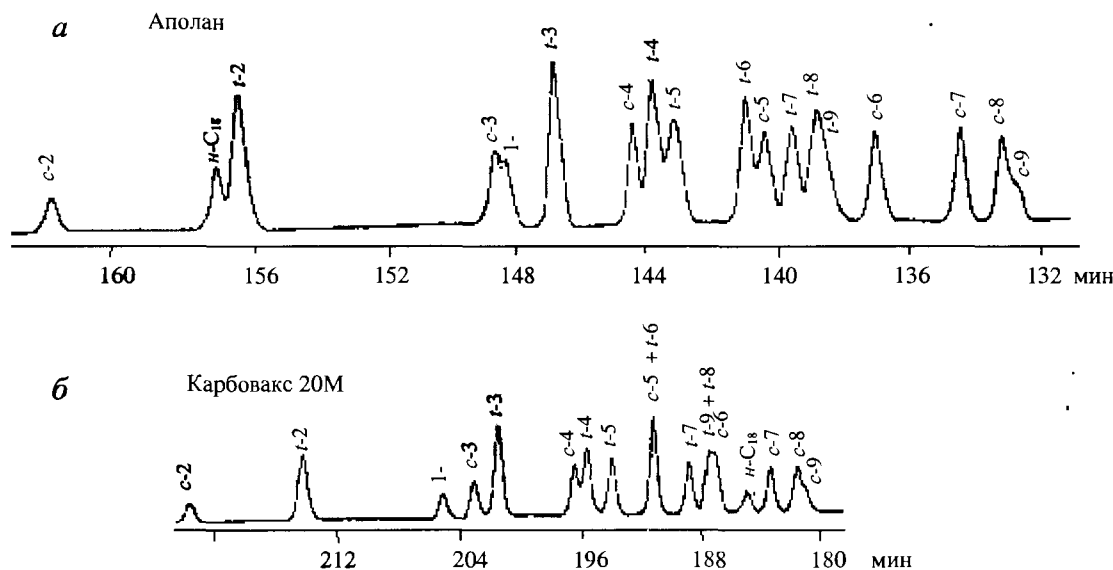 а Аполан
c-2
н-C₁₈
t-2
c-3
1-
t-3
c-4
t-4
t-5
t-6
c-5
t-7
t-8
t-9
c-6
c-7
c-8
c-9
160 156 152 148 144 140 136 132 мин
б Карбовакс 20М
c-2
t-2
1-
c-3
t-3
c-4
t-4
t-5
c-5 + t-6
t-7
t-9 + t-8
c-6
н-C₁₈
c-7
c-8
c-9
212 204 196 188 180 мин